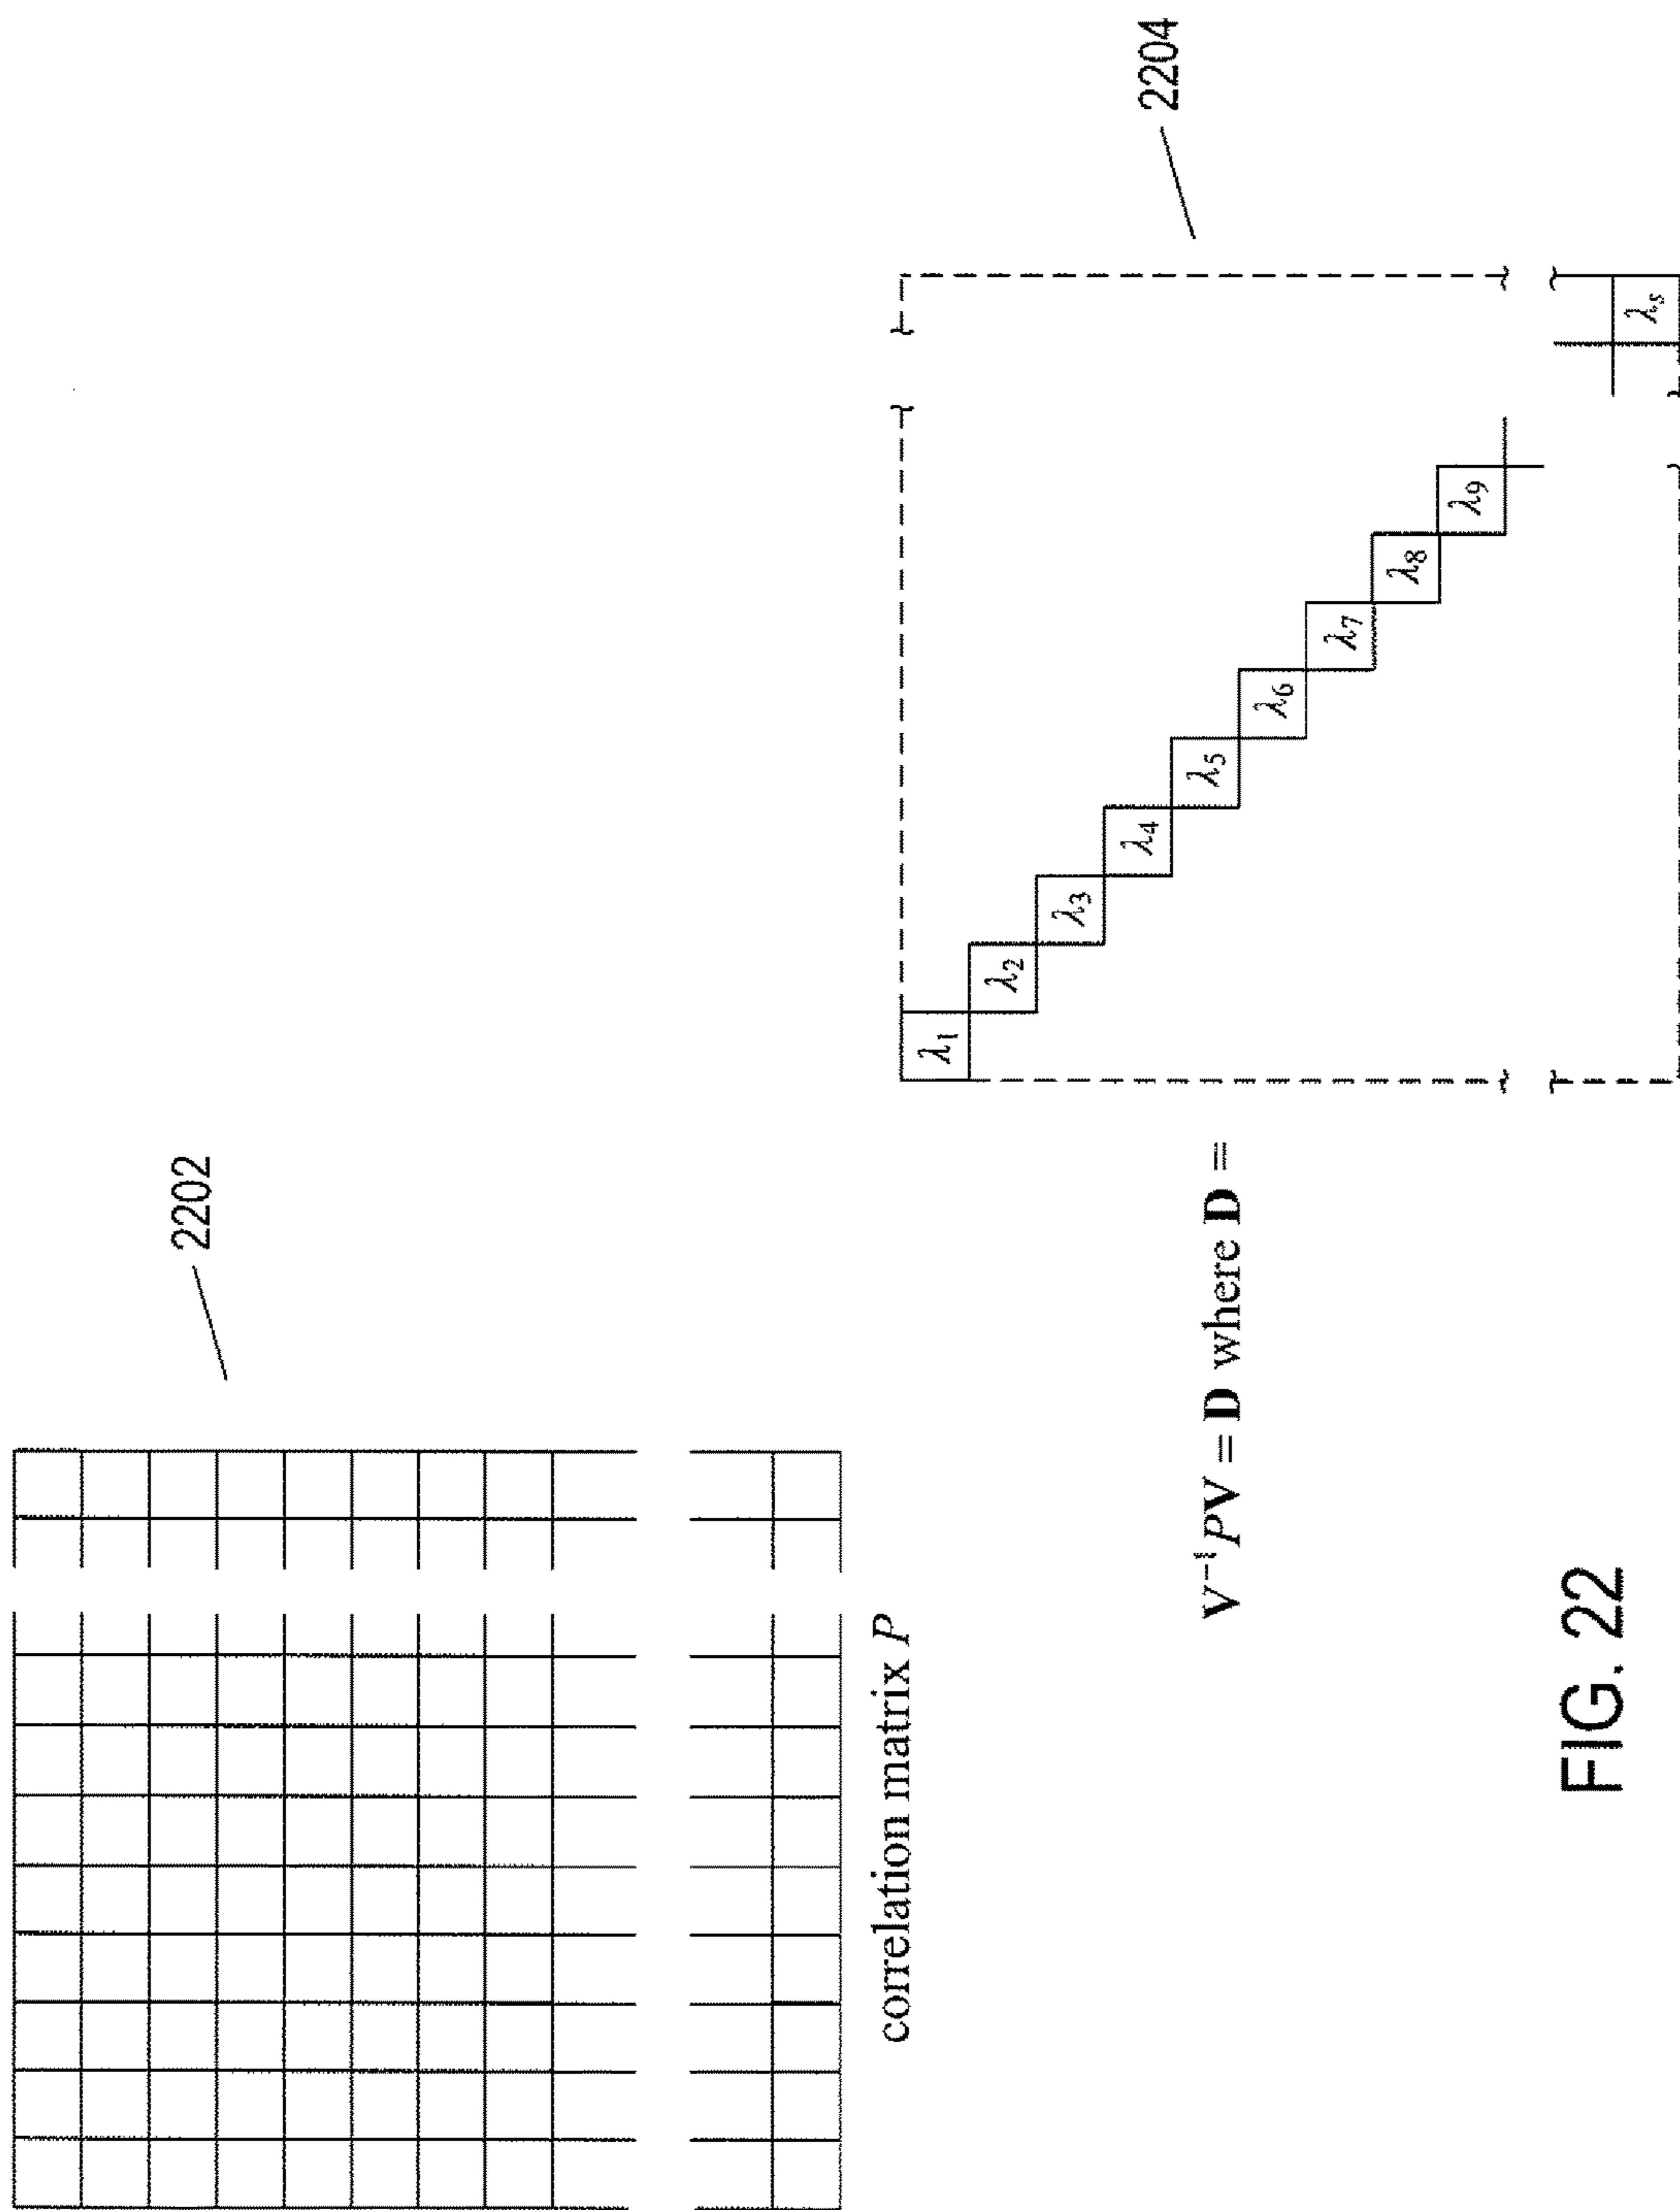 2202
correlation matrix P
V⁻¹PV = D where D =
λ₁
λ₂
λ₃
λ₄
λ₅
λ₆
λ₇
λ₈
λ₉
λₛ
2204
FIG. 22